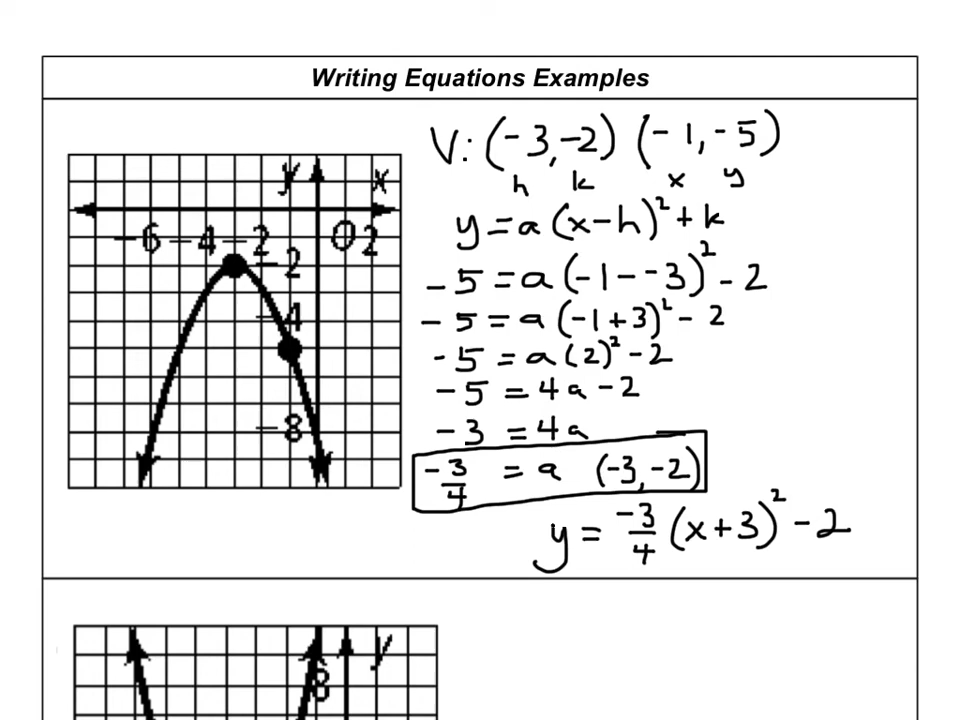 Writing Equations Examples
V: (-3, -2) (-1, -5)
h k x y
y = a(x-h)² + k
-5 = a(-1--3)² - 2
-5 = a(-1+3)² - 2
-5 = a(2)² - 2
-5 = 4a - 2
-3 = 4a
-3/4 = a (-3, -2)
y = -3/4 (x+3)² - 2
y x
-6 -4 -2 O 2
-2
-4
-8
y
8